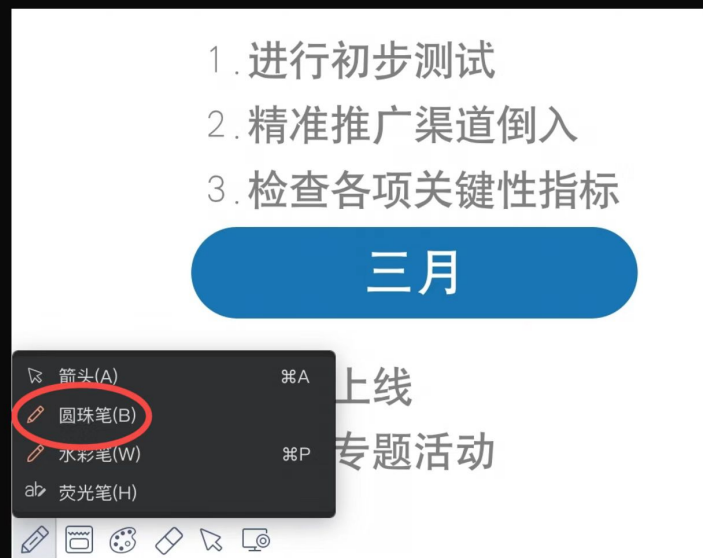 1.进行初步测试
2.精准推广渠道倒入
3.检查各项关键性指标
三月
上线
专题活动
箭头(A) ⌘A
圆珠笔(B)
水彩笔(W) ⌘P
ab 荧光笔(H)